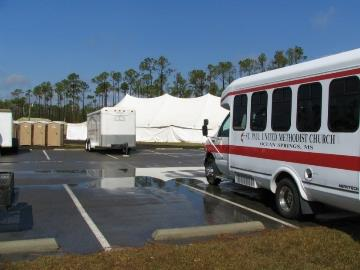 ST. PAUL UNITED METHODIST CHURCH
OCEAN SPRINGS, MS